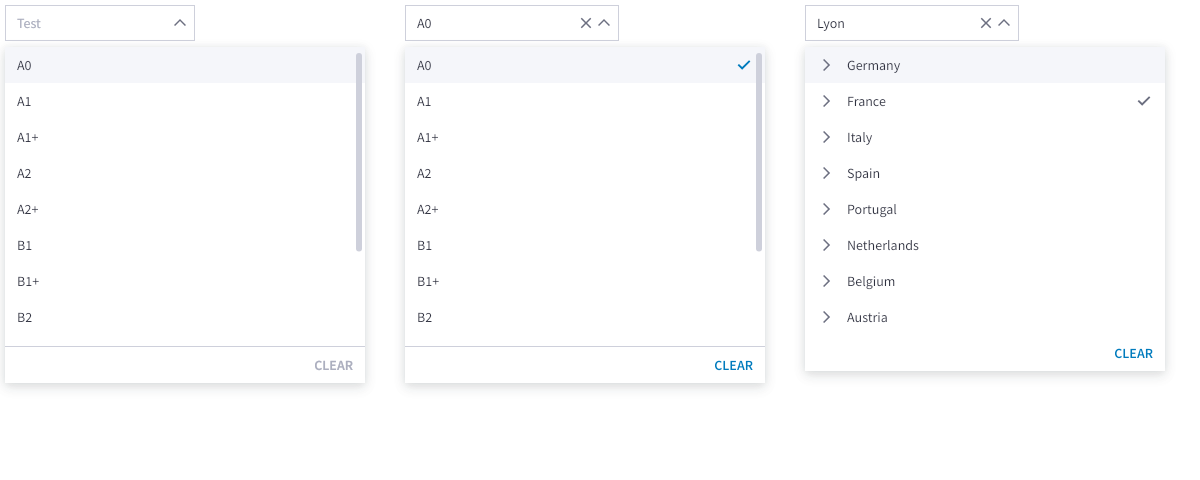 Test
A0
A1
A1+
A2
A2+
B1
B1+
B2
CLEAR
A0
A0
A1
A1+
A2
A2+
B1
B1+
B2
CLEAR
Lyon
Germany
France
Italy
Spain
Portugal
Netherlands
Belgium
Austria
CLEAR